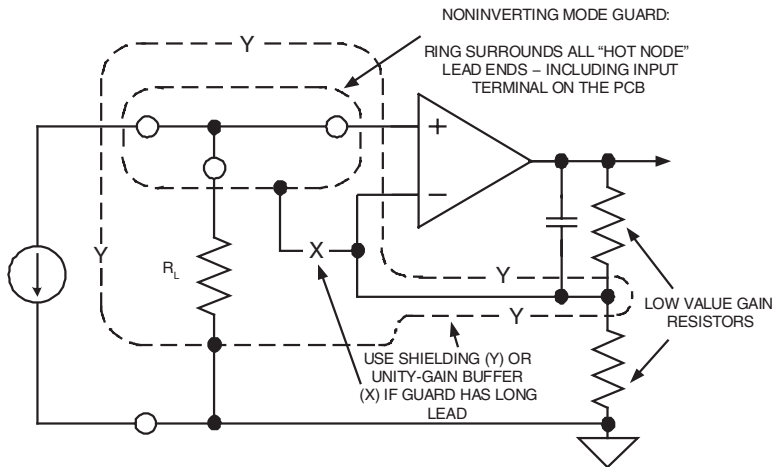 NONINVERTING MODE GUARD:
RING SURROUNDS ALL “HOT NODE”
LEAD ENDS – INCLUDING INPUT
TERMINAL ON THE PCB
Y
+
−
Y
X
Y
RL
Y
LOW VALUE GAIN
RESISTORS
USE SHIELDING (Y) OR
UNITY-GAIN BUFFER
(X) IF GUARD HAS LONG
LEAD